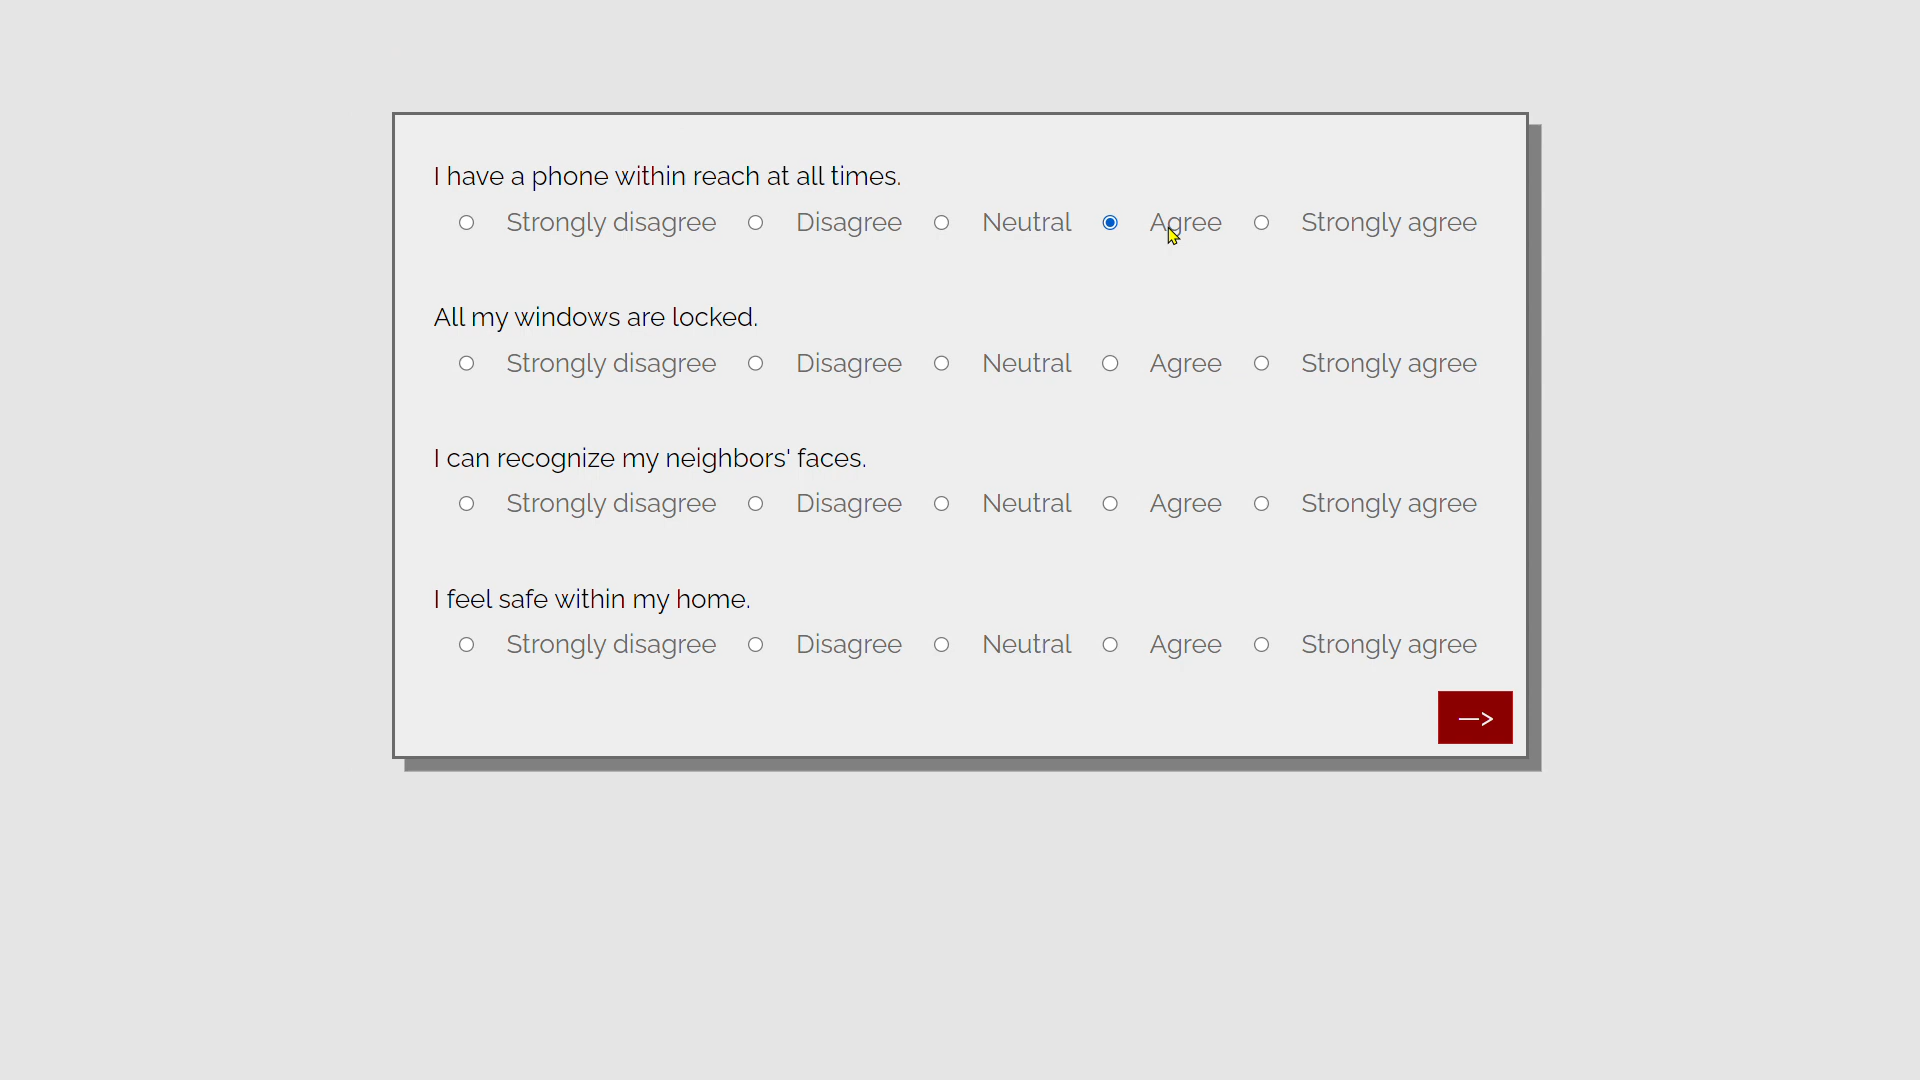 I have a phone within reach at all times.
Strongly disagree Disagree Neutral Agree Strongly agree
All my windows are locked.
Strongly disagree Disagree Neutral Agree Strongly agree
I can recognize my neighbors' faces.
Strongly disagree Disagree Neutral Agree Strongly agree
I feel safe within my home.
Strongly disagree Disagree Neutral Agree Strongly agree
—>